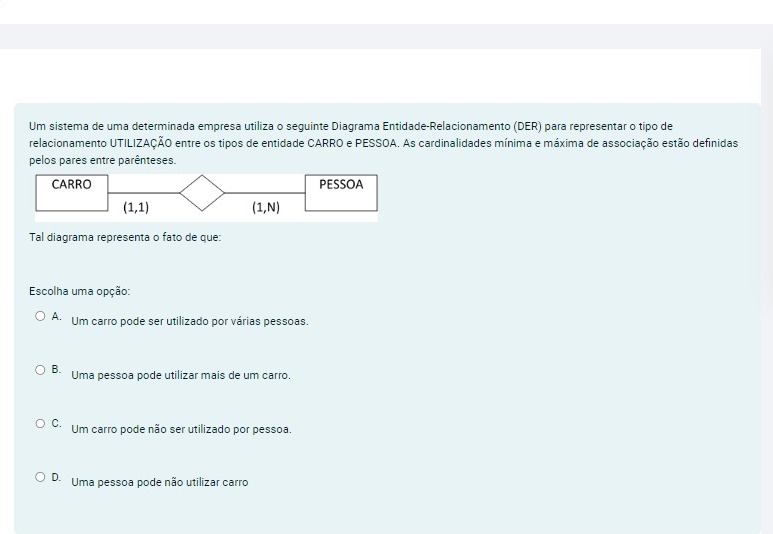 Um sistema de uma determinada empresa utiliza o seguinte Diagrama Entidade-Relacionamento (DER) para representar o tipo de
relacionamento UTILIZAÇÃO entre os tipos de entidade CARRO e PESSOA. As cardinalidades mínima e máxima de associação estão definidas
pelos pares entre parênteses.
CARRO PESSOA
(1,1) (1,N)
Tal diagrama representa o fato de que:
Escolha uma opção:
A. Um carro pode ser utilizado por várias pessoas.
B. Uma pessoa pode utilizar mais de um carro.
C. Um carro pode não ser utilizado por pessoa.
D. Uma pessoa pode não utilizar carro